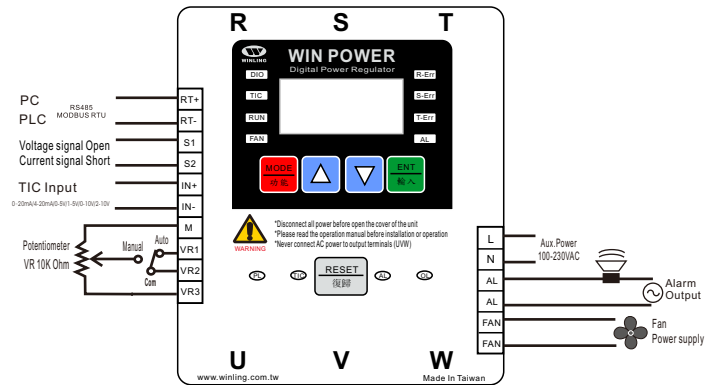 R S T
WINLING
WIN POWER
Digital Power Regulator
DIO
TIC
RUN
FAN
R-Err
S-Err
T-Err
AL
MODE
功能
ENT
輸入
PC
PLC
RS485
MODBUS RTU
Voltage signal Open
Current signal Short
TIC Input
0~20mA/4-20mA/0-5V/1-5V/0-10V/2-10V
Potentiometer
VR 10K Ohm
Manual
Auto
Com
RT+
RT-
S1
S2
IN+
IN-
M
VR1
VR2
VR3
WARNING
*Disconnect all power before open the cover of the unit
*Please read the operation manual before installation or operation
*Never connect AC power to output terminals (UVW)
PL
TIC
RESET
復歸
AL
OL
L
N
AL
AL
FAN
FAN
Aux.Power
100-230VAC
Alarm
Output
Fan
Power supply
U V W
www.winling.com.tw
Made In Taiwan